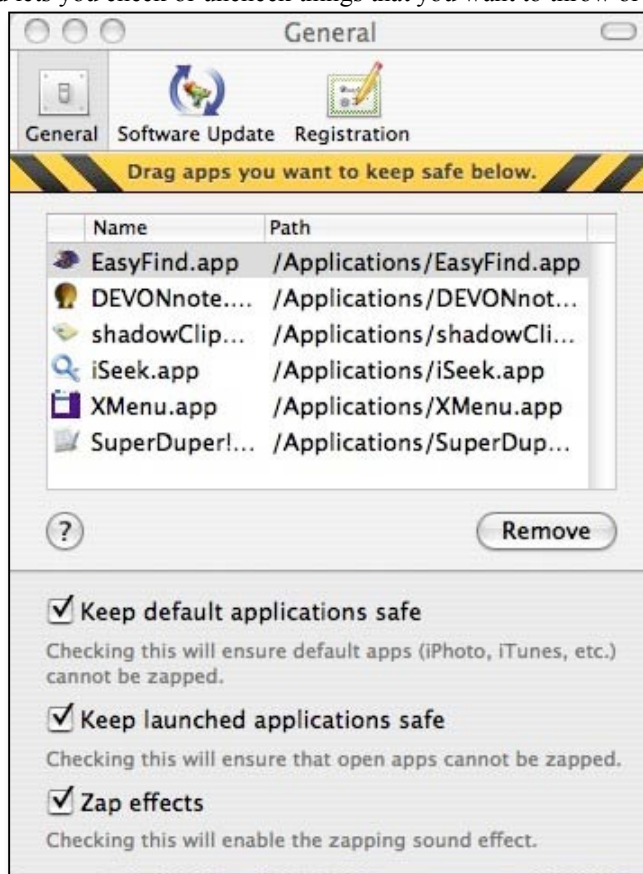 General
General Software Update Registration
Drag apps you want to keep safe below.
Name Path
EasyFind.app /Applications/EasyFind.app
DEVONnote.... /Applications/DEVONnot...
shadowClip... /Applications/shadowCli...
iSeek.app /Applications/iSeek.app
XMenu.app /Applications/XMenu.app
SuperDuper!... /Applications/SuperDup...
? Remove
Keep default applications safe
Checking this will ensure default apps (iPhoto, iTunes, etc.)
cannot be zapped.
Keep launched applications safe
Checking this will ensure that open apps cannot be zapped.
Zap effects
Checking this will enable the zapping sound effect.